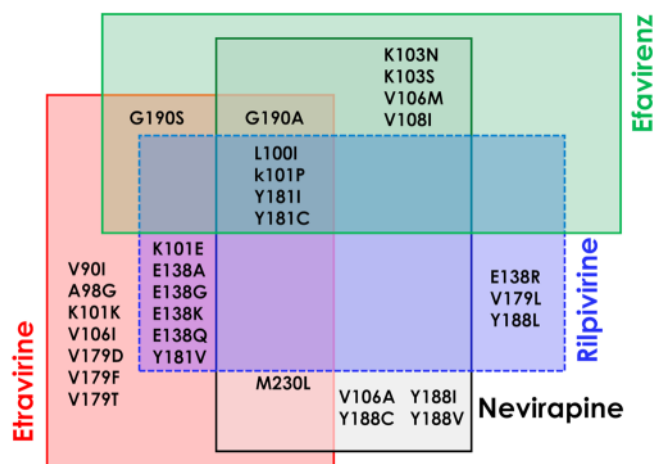 K103N
K103S
V106M
V108I
Efavirenz
G190S
G190A
L100I
k101P
Y181I
Y181C
K101E
E138A
E138G
E138K
E138Q
Y181V
V90I
A98G
K101K
V106I
V179D
V179F
V179T
Etravirine
E138R
V179L
Y188L
Rilpivirine
M230L
V106A Y188I
Y188C Y188V
Nevirapine